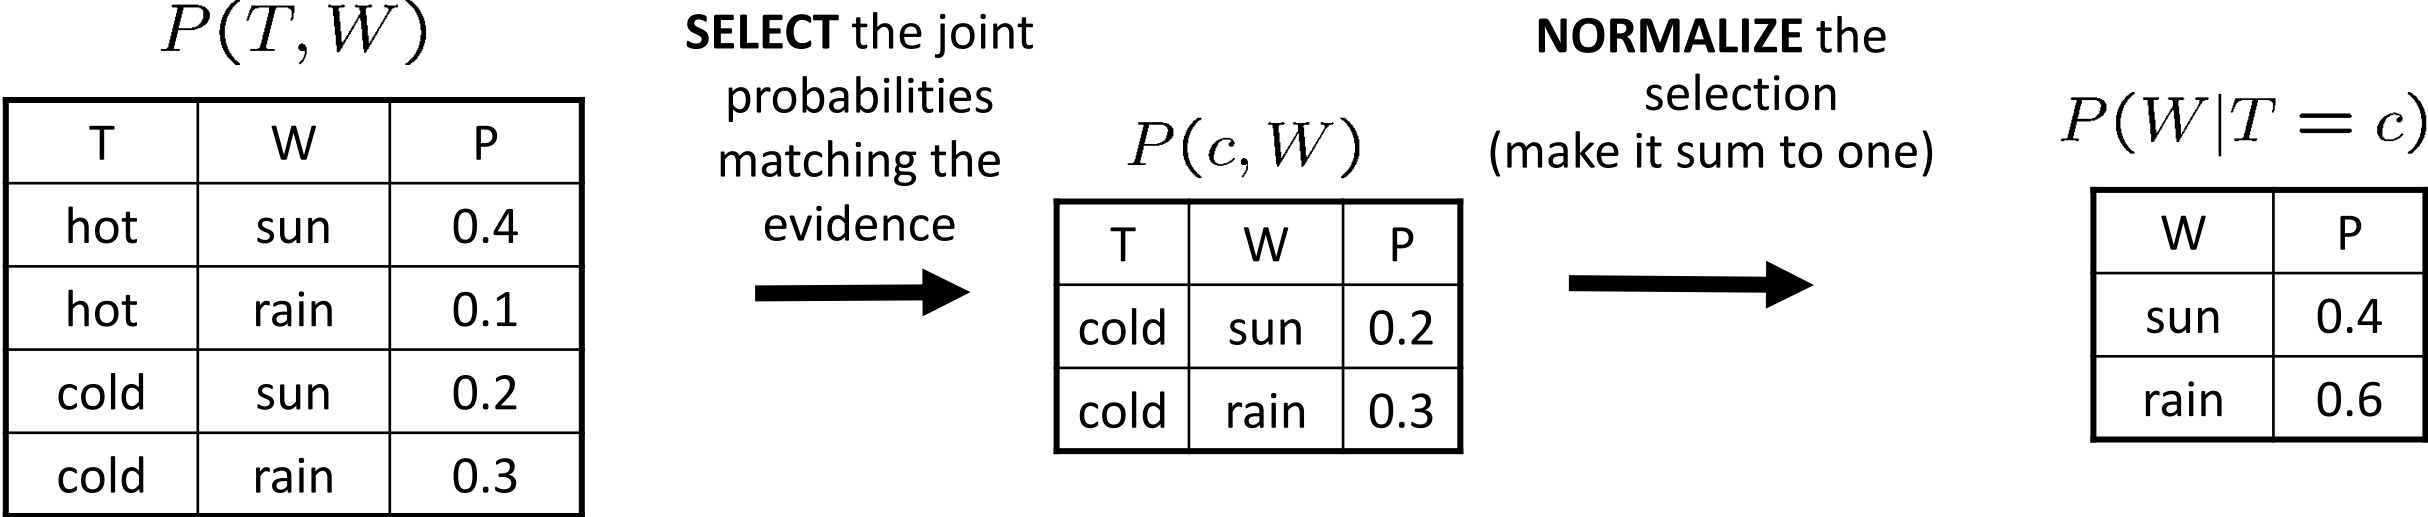 P(T, W)
T W P
hot sun 0.4
hot rain 0.1
cold sun 0.2
cold rain 0.3
SELECT the joint
probabilities
matching the
evidence
P(c, W)
T W P
cold sun 0.2
cold rain 0.3
NORMALIZE the
selection
(make it sum to one)
P(W|T = c)
W P
sun 0.4
rain 0.6